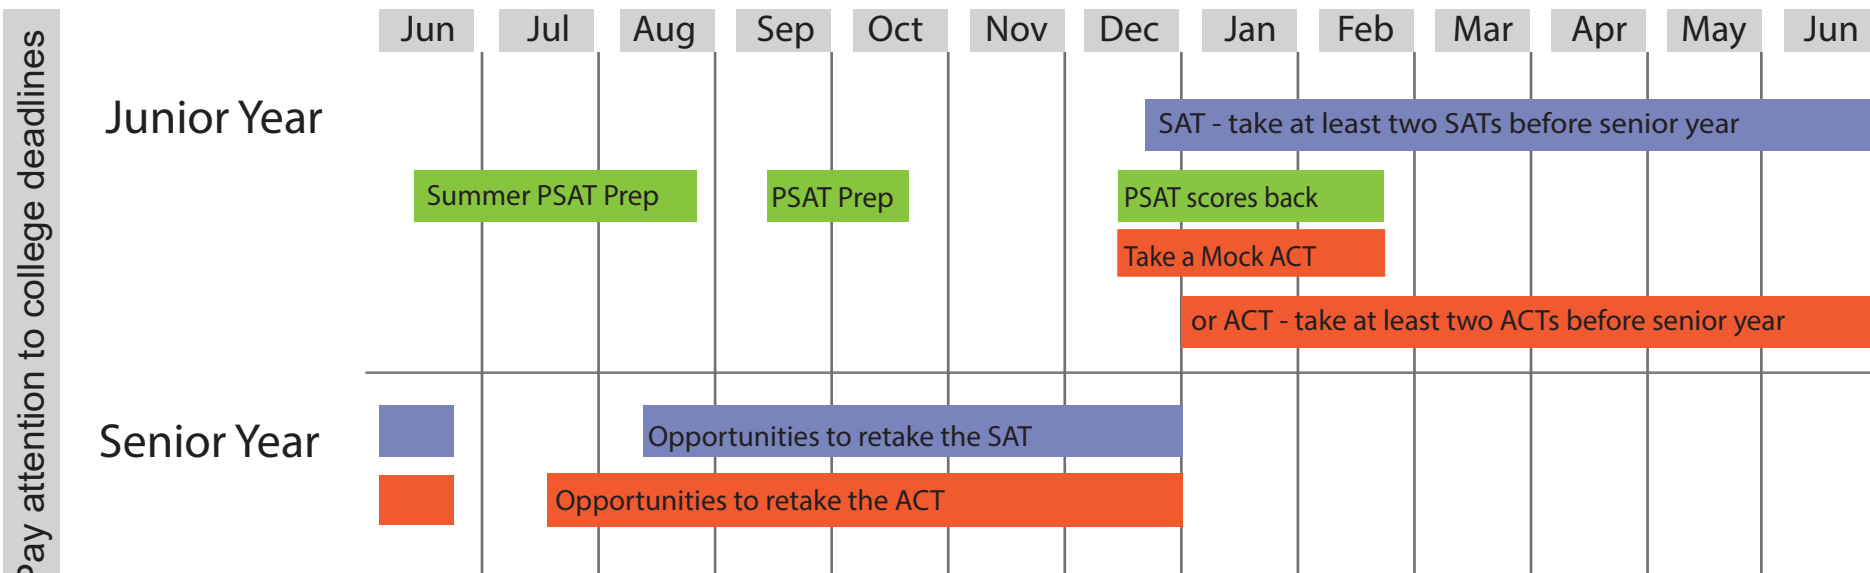 Pay attention to college deadlines
Jun Jul Aug Sep Oct Nov Dec Jan Feb Mar Apr May Jun
Junior Year
SAT - take at least two SATs before senior year
Summer PSAT Prep PSAT Prep PSAT scores back
Take a Mock ACT
or ACT - take at least two ACTs before senior year
Senior Year
Opportunities to retake the SAT
Opportunities to retake the ACT